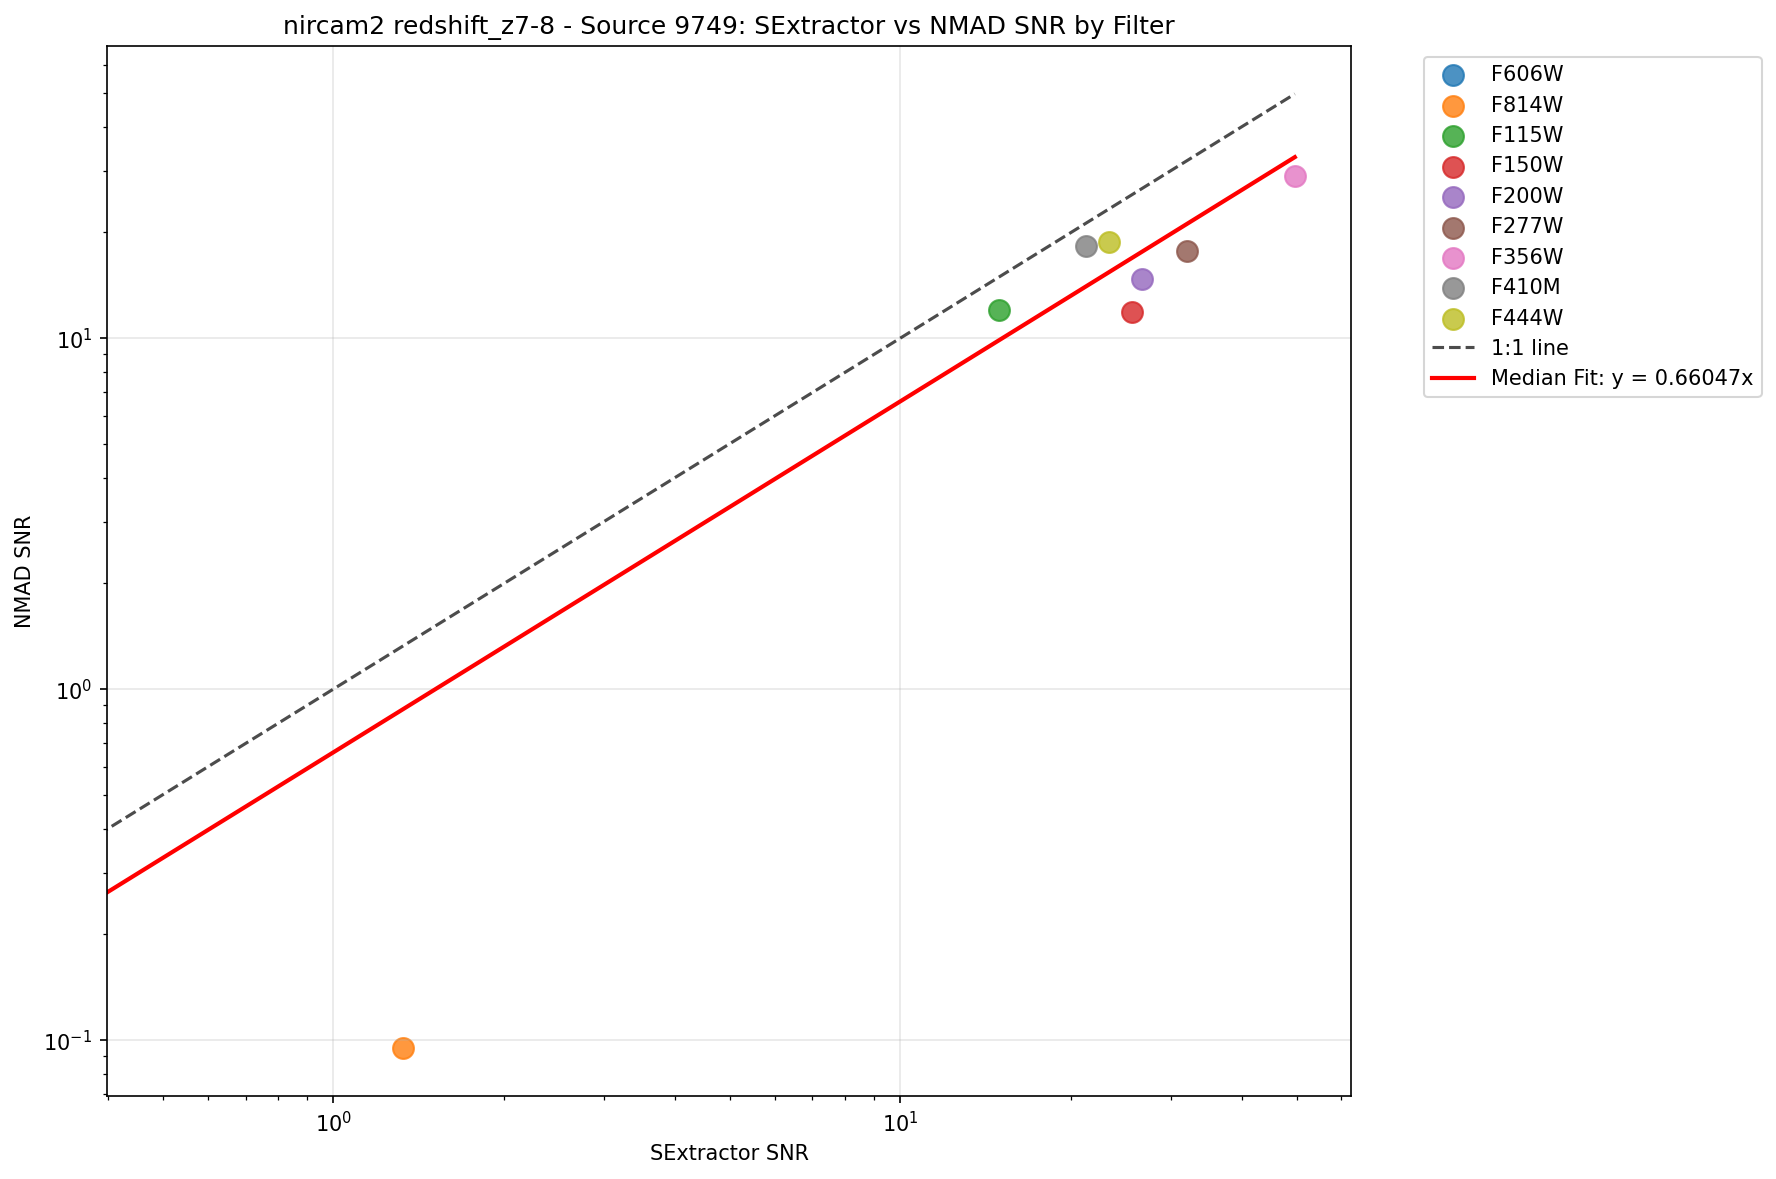 nircam2 redshift_z7-8 - Source 9749: SExtractor vs NMAD SNR by Filter
F606W
F814W
F115W
F150W
F200W
F277W
F356W
F410M
F444W
1:1 line
Median Fit: y = 0.66047x
NMAD SNR
10¹
10⁰
10⁻¹
10⁰
10¹
SExtractor SNR